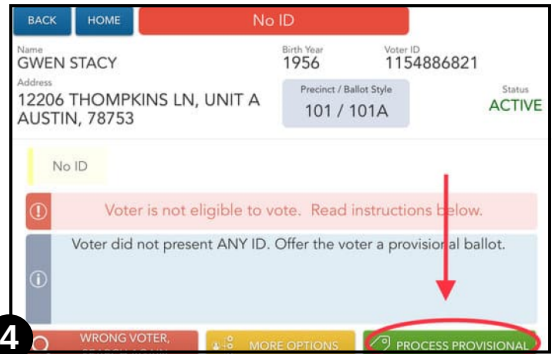 BACK HOME No ID
Name Birth Year Voter ID
GWEN STACY 1956 1154886821
Address Precinct / Ballot Style Status
12206 THOMPKINS LN, UNIT A 101 / 101A ACTIVE
AUSTIN, 78753
No ID
Voter is not eligible to vote. Read instructions below.
Voter did not present ANY ID. Offer the voter a provisional ballot.
4 WRONG VOTER, MORE OPTIONS PROCESS PROVISIONAL